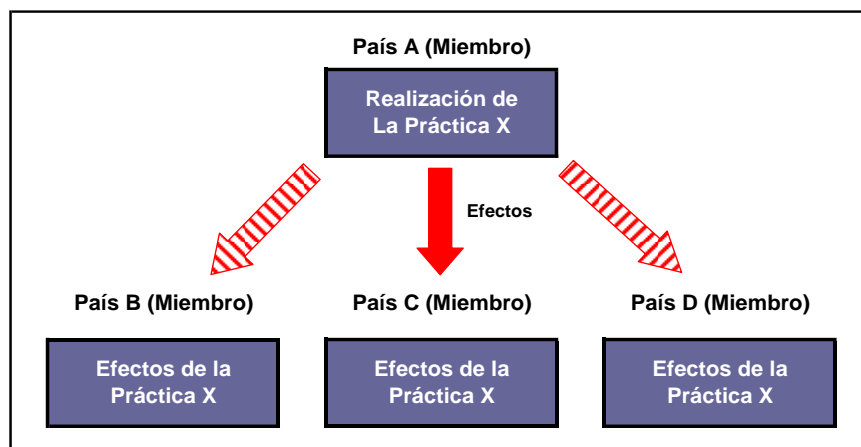 País A (Miembro)
Realización de
La Práctica X
Efectos
País B (Miembro)
País C (Miembro)
País D (Miembro)
Efectos de la
Práctica X
Efectos de la
Práctica X
Efectos de la
Práctica X